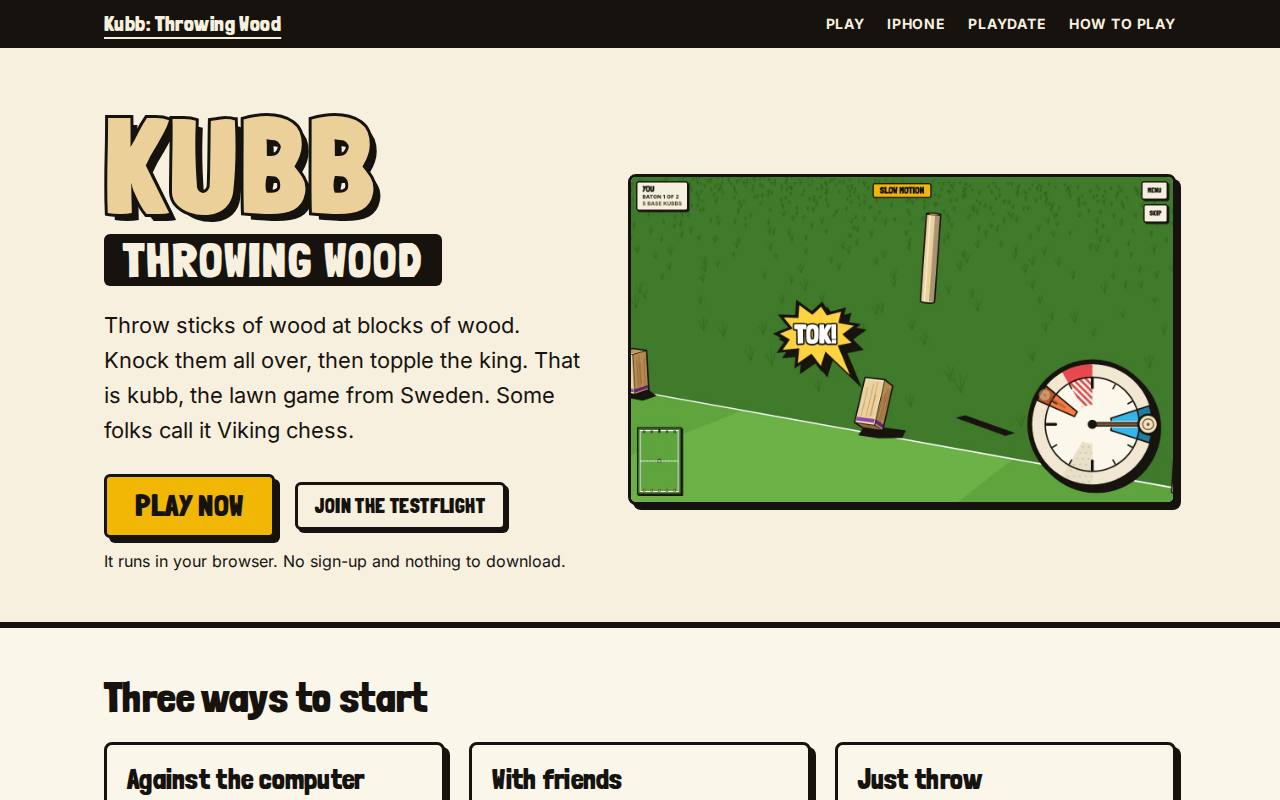 Kubb: Throwing Wood
PLAY IPHONE PLAYDATE HOW TO PLAY
KUBB
THROWING WOOD
Throw sticks of wood at blocks of wood.
Knock them all over, then topple the king. That
is kubb, the lawn game from Sweden. Some
folks call it Viking chess.
PLAY NOW
JOIN THE TESTFLIGHT
It runs in your browser. No sign-up and nothing to download.
YOU
BATON 1 OF 2
5 BASE KUBBS
SLOW MOTION
MENU
SKIP
TOK!
Three ways to start
Against the computer
With friends
Just throw